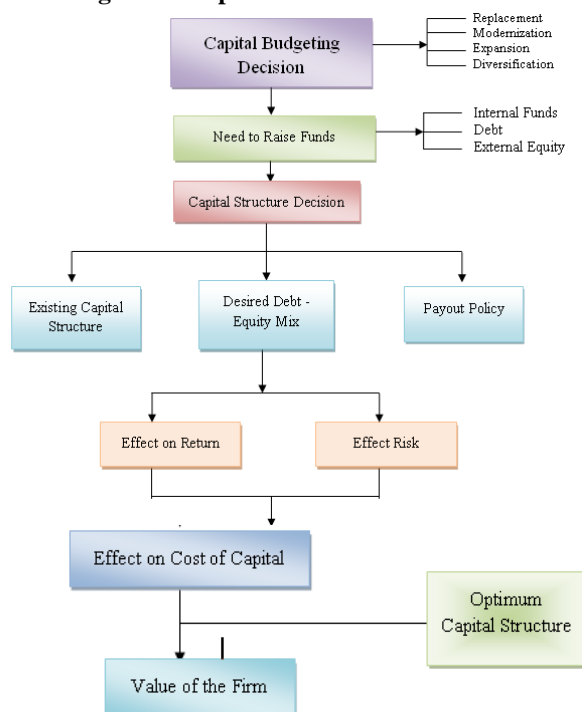 Capital Budgeting
Decision
Replacement
Modernization
Expansion
Diversification
Need to Raise Funds
Internal Funds
Debt
External Equity
Capital Structure Decision
Existing Capital
Structure
Desired Debt -
Equity Mix
Payout Policy
Effect on Return
Effect Risk
Effect on Cost of Capital
Optimum
Capital Structure
Value of the Firm